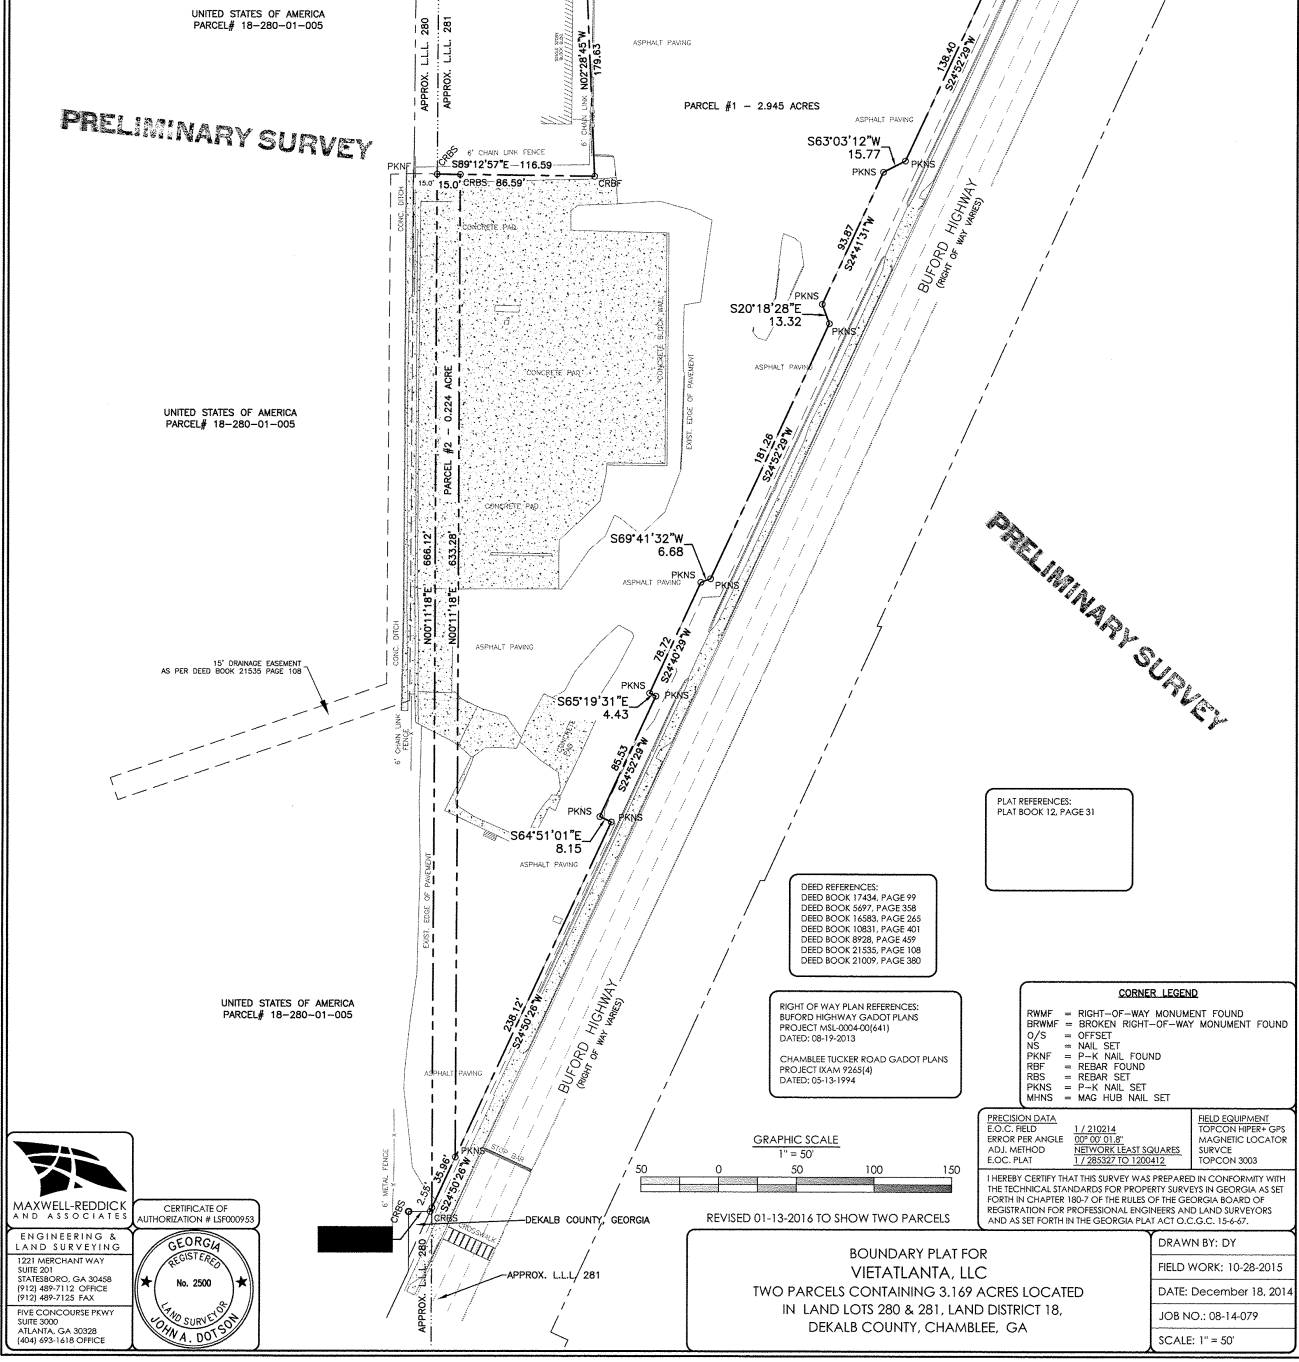 UNITED STATES OF AMERICA
PARCEL# 18-280-01-005
APPROX. L.L.L. 280
APPROX. L.L.L. 281
6' CHAIN LINK
N02°28'45"W
179.63
ASPHALT PAVING
PARCEL #1 - 2.945 ACRES
138.40
S24°52'29"W
PRELIMINARY SURVEY
ASPHALT PAVING
S63°03'12"W
15.77
PKNS
PKNS
CRBS
PKNF
6' CHAIN LINK FENCE
S89°12'57"E-116.59
15.0'
15.0'
CRBS
86.59'
CRBF
CONC. DITCH
CONCRETE PAD
BUFORD HIGHWAY
(RIGHT OF WAY VARIES)
93.87
S24°41'31"W
PKNS
S20°18'28"E
13.32
PKNS
CONCRETE BLOCK WALL
EXIST. EDGE OF PAVEMENT
CONCRETE PAD
ASPHALT PAVING
PARCEL #2 - 0.224 ACRE
UNITED STATES OF AMERICA
PARCEL# 18-280-01-005
181.26
S24°52'29"W
CONCRETE PAD
PRELIMINARY SURVEY
N00°11'18"E 666.12'
N00°11'18"E 633.28'
S69°41'32"W
6.68
ASPHALT PAVING
PKNS
PKNS
CONC. DITCH
ASPHALT PAVING
78.72
S24°40'29"W
15' DRAINAGE EASEMENT
AS PER DEED BOOK 21535 PAGE 108
PKNS
PKNS
S65°19'31"E
4.43
6' CHAIN LINK
FENCE
CONCRETE
PAD
85.53
S24°52'29"W
PKNS
PKNS
S64°51'01"E
8.15
ASPHALT PAVING
PLAT REFERENCES:
PLAT BOOK 12, PAGE 31
EXIST. EDGE OF PAVEMENT
DEED REFERENCES:
DEED BOOK 17434, PAGE 99
DEED BOOK 5697, PAGE 358
DEED BOOK 16583, PAGE 265
DEED BOOK 10831, PAGE 401
DEED BOOK 8928, PAGE 459
DEED BOOK 21535, PAGE 108
DEED BOOK 21009, PAGE 380
UNITED STATES OF AMERICA
PARCEL# 18-280-01-005
238.12'
S24°50'26"W
BUFORD HIGHWAY
(RIGHT OF WAY VARIES)
RIGHT OF WAY PLAN REFERENCES:
BUFORD HIGHWAY GADOT PLANS
PROJECT MSL-0004-00(641)
DATED: 08-19-2013
CHAMBLEE TUCKER ROAD GADOT PLANS
PROJECT IXAM 9265(4)
DATED: 05-13-1994
CORNER LEGEND
RWMF = RIGHT-OF-WAY MONUMENT FOUND
BRWMF = BROKEN RIGHT-OF-WAY MONUMENT FOUND
O/S = OFFSET
NS = NAIL SET
PKNF = P-K NAIL FOUND
RBF = REBAR FOUND
RBS = REBAR SET
PKNS = P-K NAIL SET
MHNS = MAG HUB NAIL SET
ASPHALT PAVING
PRECISION DATA
E.O.C. FIELD 1 / 210214
ERROR PER ANGLE 00° 00' 01.8"
ADJ. METHOD NETWORK LEAST SQUARES
E.O.C. PLAT 1 / 285327 TO 1200412
FIELD EQUIPMENT
TOPCON HIPER+ GPS
MAGNETIC LOCATOR
SURVCE
TOPCON 3003
I HEREBY CERTIFY THAT THIS SURVEY WAS PREPARED IN CONFORMITY WITH
THE TECHNICAL STANDARDS FOR PROPERTY SURVEYS IN GEORGIA AS SET
FORTH IN CHAPTER 180-7 OF THE RULES OF THE GEORGIA BOARD OF
REGISTRATION FOR PROFESSIONAL ENGINEERS AND LAND SURVEYORS
AND AS SET FORTH IN THE GEORGIA PLAT ACT O.C.G.C. 15-6-67.
GRAPHIC SCALE
1" = 50'
50 0 50 100 150
REVISED 01-13-2016 TO SHOW TWO PARCELS
PKNS
STOP BAR
6' METAL FENCE
35.96'
S24°50'26"W
2.55'
CRBS
CRBS
CROSSWALK
DEKALB COUNTY, GEORGIA
APPROX. L.L.L. 280
APPROX. L.L.L. 281
MAXWELL-REDDICK
AND ASSOCIATES
ENGINEERING &
LAND SURVEYING
1221 MERCHANT WAY
SUITE 201
STATESBORO, GA 30458
(912) 489-7112 OFFICE
(912) 489-7125 FAX
FIVE CONCOURSE PKWY
SUITE 3000
ATLANTA, GA 30328
(404) 693-1618 OFFICE
CERTIFICATE OF
AUTHORIZATION # LSF000953
GEORGIA
REGISTERED
No. 2500
LAND SURVEYOR
JOHN A. DOTSON
BOUNDARY PLAT FOR
VIETATLANTA, LLC
TWO PARCELS CONTAINING 3.169 ACRES LOCATED
IN LAND LOTS 280 & 281, LAND DISTRICT 18,
DEKALB COUNTY, CHAMBLEE, GA
DRAWN BY: DY
FIELD WORK: 10-28-2015
DATE: December 18, 2014
JOB NO.: 08-14-079
SCALE: 1" = 50'